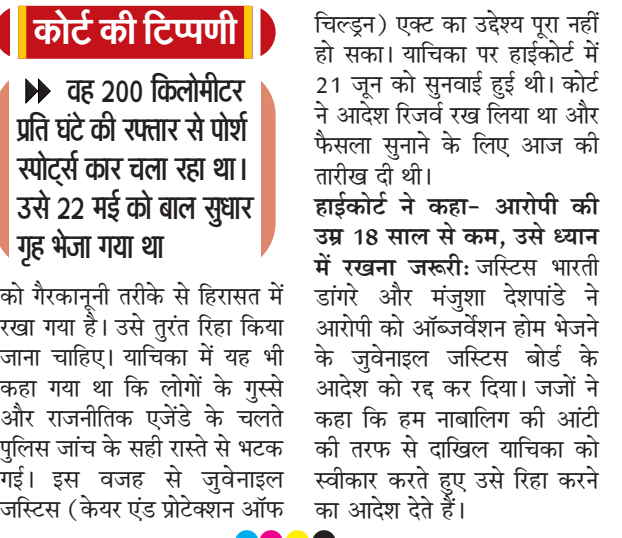 कोर्ट की टिप्पणी
वह 200 किलोमीटर
प्रति घंटे की रफ्तार से पोर्श
स्पोर्ट्स कार चला रहा था।
उसे 22 मई को बाल सुधार
गृह भेजा गया था
को गैरकानूनी तरीके से हिरासत में
रखा गया है। उसे तुरंत रिहा किया
जाना चाहिए। याचिका में यह भी
कहा गया था कि लोगों के गुस्से
और राजनीतिक एजेंडे के चलते
पुलिस जांच के सही रास्ते से भटक
गई। इस वजह से जुवेनाइल
जस्टिस (केयर एंड प्रोटेक्शन ऑफ
चिल्ड्रन) एक्ट का उद्देश्य पूरा नहीं
हो सका। याचिका पर हाईकोर्ट में
21 जून को सुनवाई हुई थी। कोर्ट
ने आदेश रिजर्व रख लिया था और
फैसला सुनाने के लिए आज की
तारीख दी थी।
हाईकोर्ट ने कहा- आरोपी की
उम्र 18 साल से कम, उसे ध्यान
में रखना जरूरी: जस्टिस भारती
डांगरे और मंजुशा देशपांडे ने
आरोपी को ऑब्जर्वेशन होम भेजने
के जुवेनाइल जस्टिस बोर्ड के
आदेश को रद्द कर दिया। जजों ने
कहा कि हम नाबालिग की आंटी
की तरफ से दाखिल याचिका को
स्वीकार करते हुए उसे रिहा करने
का आदेश देते हैं।